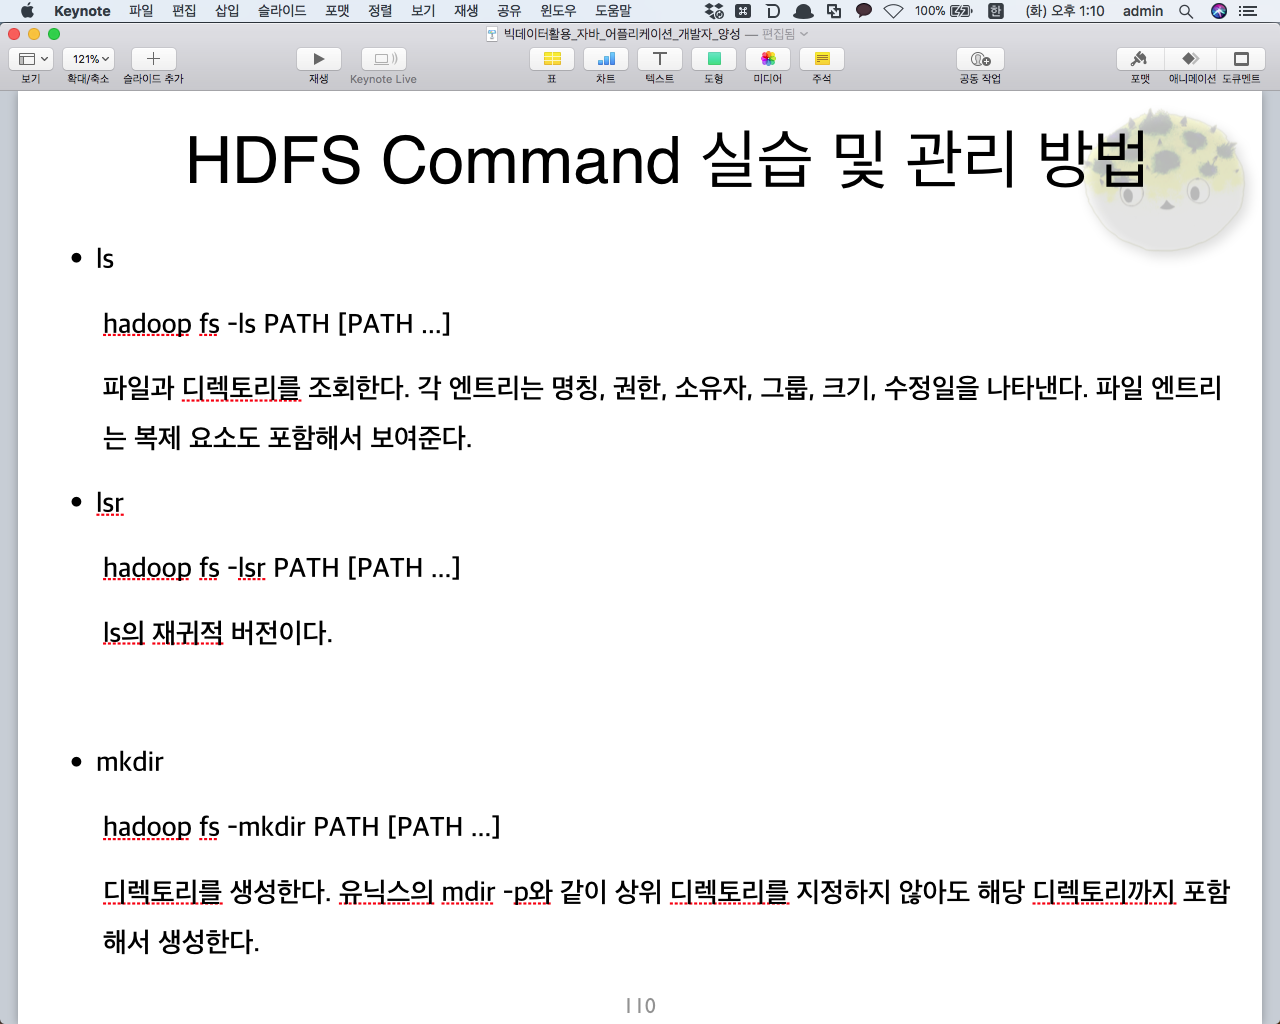 Keynote 파일 편집 삽입 슬라이드 포맷 정렬 보기 재생 공유 윈도우 도움말 100% 한 (화) 오후 1:10 admin
빅데이터활용_자바_어플리케이션_개발자_양성 — 편집됨
121%
보기 확대/축소 슬라이드 추가 재생 Keynote Live 표 차트 텍스트 도형 미디어 주석 공동 작업 포맷 애니메이션 도큐멘트
HDFS Command 실습 및 관리 방법
• ls
hadoop fs -ls PATH [PATH ...]
파일과 디렉토리를 조회한다. 각 엔트리는 명칭, 권한, 소유자, 그룹, 크기, 수정일을 나타낸다. 파일 엔트리
는 복제 요소도 포함해서 보여준다.
• lsr
hadoop fs -lsr PATH [PATH ...]
ls의 재귀적 버전이다.
• mkdir
hadoop fs -mkdir PATH [PATH ...]
디렉토리를 생성한다. 유닉스의 mdir -p와 같이 상위 디렉토리를 지정하지 않아도 해당 디렉토리까지 포함
해서 생성한다.
110